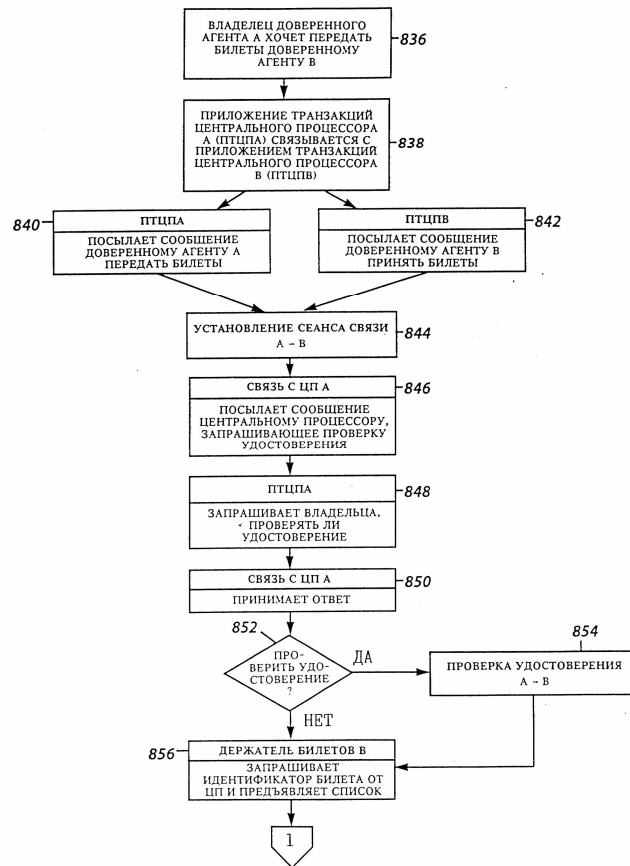 ВЛАДЕЛЕЦ ДОВЕРЕННОГО
АГЕНТА А ХОЧЕТ ПЕРЕДАТЬ
БИЛЕТЫ ДОВЕРЕННОМУ
АГЕНТУ В
836
ПРИЛОЖЕНИЕ ТРАНЗАКЦИЙ
ЦЕНТРАЛЬНОГО ПРОЦЕССОРА
А (ПТЦПА) СВЯЗЫВАЕТСЯ С
ПРИЛОЖЕНИЕМ ТРАНЗАКЦИЙ
ЦЕНТРАЛЬНОГО ПРОЦЕССОРА
В (ПТЦПВ)
838
840
ПТЦПА
ПОСЫЛАЕТ СООБЩЕНИЕ
ДОВЕРЕННОМУ АГЕНТУ А
ПЕРЕДАТЬ БИЛЕТЫ
ПТЦПВ
842
ПОСЫЛАЕТ СООБЩЕНИЕ
ДОВЕРЕННОМУ АГЕНТУ В
ПРИНЯТЬ БИЛЕТЫ
УСТАНОВЛЕНИЕ СЕАНСА СВЯЗИ
А - В
844
СВЯЗЬ С ЦП А
846
ПОСЫЛАЕТ СООБЩЕНИЕ
ЦЕНТРАЛЬНОМУ ПРОЦЕССОРУ,
ЗАПРАШИВАЮЩЕЕ ПРОВЕРКУ
УДОСТОВЕРЕНИЯ
ПТЦПА
848
ЗАПРАШИВАЕТ ВЛАДЕЛЬЦА,
ПРОВЕРЯТЬ ЛИ
УДОСТОВЕРЕНИЕ
СВЯЗЬ С ЦП А
850
ПРИНИМАЕТ ОТВЕТ
852
ПРО-
ВЕРИТЬ УДО-
СТОВЕРЕНИЕ
?
ДА
854
ПРОВЕРКА УДОСТОВЕРЕНИЯ
А - В
НЕТ
856
ДЕРЖАТЕЛЬ БИЛЕТОВ В
ЗАПРАШИВАЕТ
ИДЕНТИФИКАТОР БИЛЕТА ОТ
ЦП И ПРЕДЪЯВЛЯЕТ СПИСОК
1